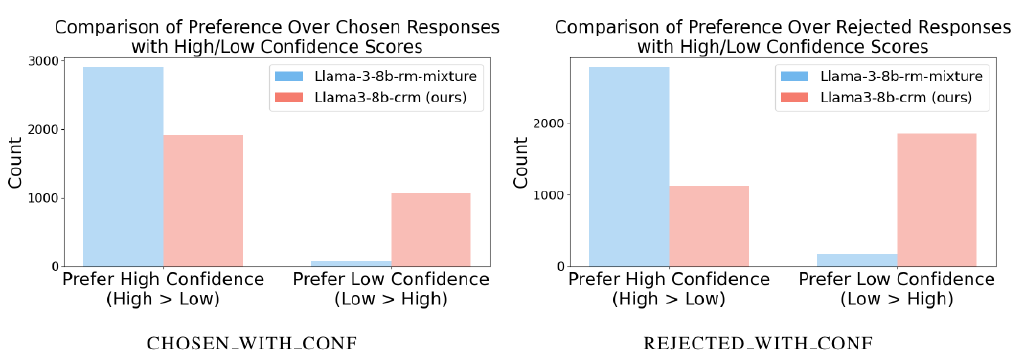 Comparison of Preference Over Chosen Responses
with High/Low Confidence Scores
Count
3000
2000
1000
0
Llama-3-8b-rm-mixture
Llama3-8b-crm (ours)
Prefer High Confidence
(High > Low)
Prefer Low Confidence
(Low > High)
CHOSEN_WITH_CONF
Comparison of Preference Over Rejected Responses
with High/Low Confidence Scores
Count
2000
1000
0
Llama-3-8b-rm-mixture
Llama3-8b-crm (ours)
Prefer High Confidence
(High > Low)
Prefer Low Confidence
(Low > High)
REJECTED_WITH_CONF